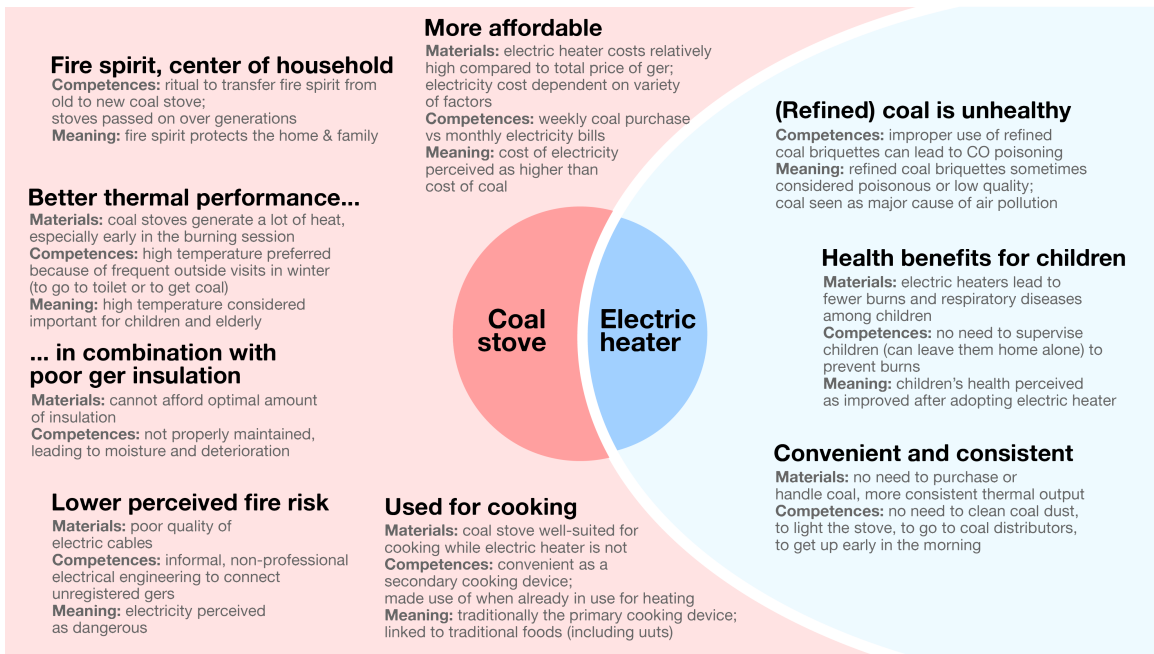 More affordable
Materials: electric heater costs relatively
high compared to total price of ger;
electricity cost dependent on variety
of factors
Competences: weekly coal purchase
vs monthly electricity bills
Meaning: cost of electricity
perceived as higher than
cost of coal
Fire spirit, center of household
Competences: ritual to transfer fire spirit from
old to new coal stove;
stoves passed on over generations
Meaning: fire spirit protects the home & family
Better thermal performance...
Materials: coal stoves generate a lot of heat,
especially early in the burning session
Competences: high temperature preferred
because of frequent outside visits in winter
(to go to toilet or to get coal)
Meaning: high temperature considered
important for children and elderly
... in combination with
poor ger insulation
Materials: cannot afford optimal amount
of insulation
Competences: not properly maintained,
leading to moisture and deterioration
Lower perceived fire risk
Materials: poor quality of
electric cables
Competences: informal, non-professional
electrical engineering to connect
unregistered gers
Meaning: electricity perceived
as dangerous
Used for cooking
Materials: coal stove well-suited for
cooking while electric heater is not
Competences: convenient as a
secondary cooking device;
made use of when already in use for heating
Meaning: traditionally the primary cooking device;
linked to traditional foods (including uuts)
Coal
stove
Electric
heater
(Refined) coal is unhealthy
Competences: improper use of refined
coal briquettes can lead to CO poisoning
Meaning: refined coal briquettes sometimes
considered poisonous or low quality;
coal seen as major cause of air pollution
Health benefits for children
Materials: electric heaters lead to
fewer burns and respiratory diseases
among children
Competences: no need to supervise
children (can leave them home alone) to
prevent burns
Meaning: children's health perceived
as improved after adopting electric heater
Convenient and consistent
Materials: no need to purchase or
handle coal, more consistent thermal output
Competences: no need to clean coal dust,
to light the stove, to go to coal distributors,
to get up early in the morning